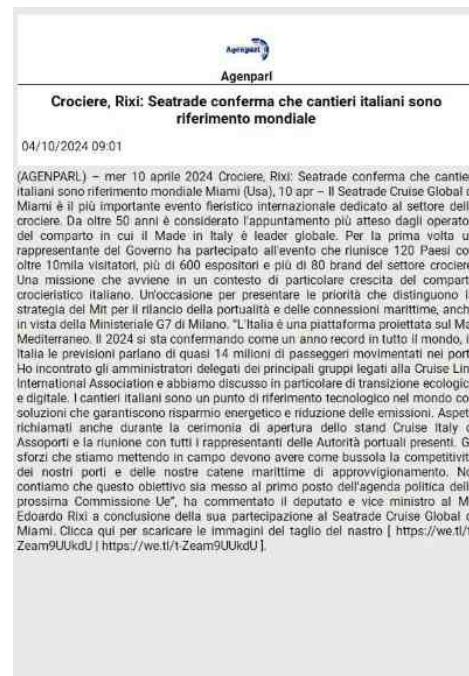 Agenparl
Agenparl
Crociere, Rixi: Seatrade conferma che cantieri italiani sono
riferimento mondiale
04/10/2024 09:01
(AGENPARL) – mer 10 aprile 2024 Crociere, Rixi: Seatrade conferma che cantie
italiani sono riferimento mondiale Miami (Usa), 10 apr – Il Seatrade Cruise Global d
Miami è il più importante evento fieristico internazionale dedicato al settore dell
crociere. Da oltre 50 anni è considerato l'appuntamento più atteso dagli operato
del comparto in cui il Made in Italy è leader globale. Per la prima volta u
rappresentante del Governo ha partecipato all'evento che riunisce 120 Paesi co
oltre 10mila visitatori, più di 600 espositori e più di 80 brand del settore crociere
Una missione che avviene in un contesto di particolare crescita del compart
crocieristico italiano. Un'occasione per presentare le priorità che distinguono l
strategia del Mit per il rilancio della portualità e delle connessioni marittime, anch
in vista della Ministeriale G7 di Milano. "L'Italia è una piattaforma proiettata sul Ma
Mediterraneo. Il 2024 si sta confermando come un anno record in tutto il mondo, i
Italia le previsioni parlano di quasi 14 milioni di passeggeri movimentati nei port
Ho incontrato gli amministratori delegati dei principali gruppi legati alla Cruise Lin
International Association e abbiamo discusso in particolare di transizione ecologic
e digitale. I cantieri italiani sono un punto di riferimento tecnologico nel mondo co
soluzioni che garantiscono risparmio energetico e riduzione delle emissioni. Aspet
richiamati anche durante la cerimonia di apertura dello stand Cruise Italy d
Assoporti e la riunione con tutti i rappresentanti delle Autorità portuali presenti. G
sforzi che stiamo mettendo in campo devono avere come bussola la competitivit
dei nostri porti e delle nostre catene marittime di approvvigionamento. No
contiamo che questo obiettivo sia messo al primo posto dell'agenda politica dell
prossima Commissione Ue", ha commentato il deputato e vice ministro al M
Edoardo Rixi a conclusione della sua partecipazione al Seatrade Cruise Global d
Miami. Clicca qui per scaricare le immagini del taglio del nastro [ https://we.tl/t
Zeam9UUkdU | https://we.tl/t-Zeam9UUkdU ].